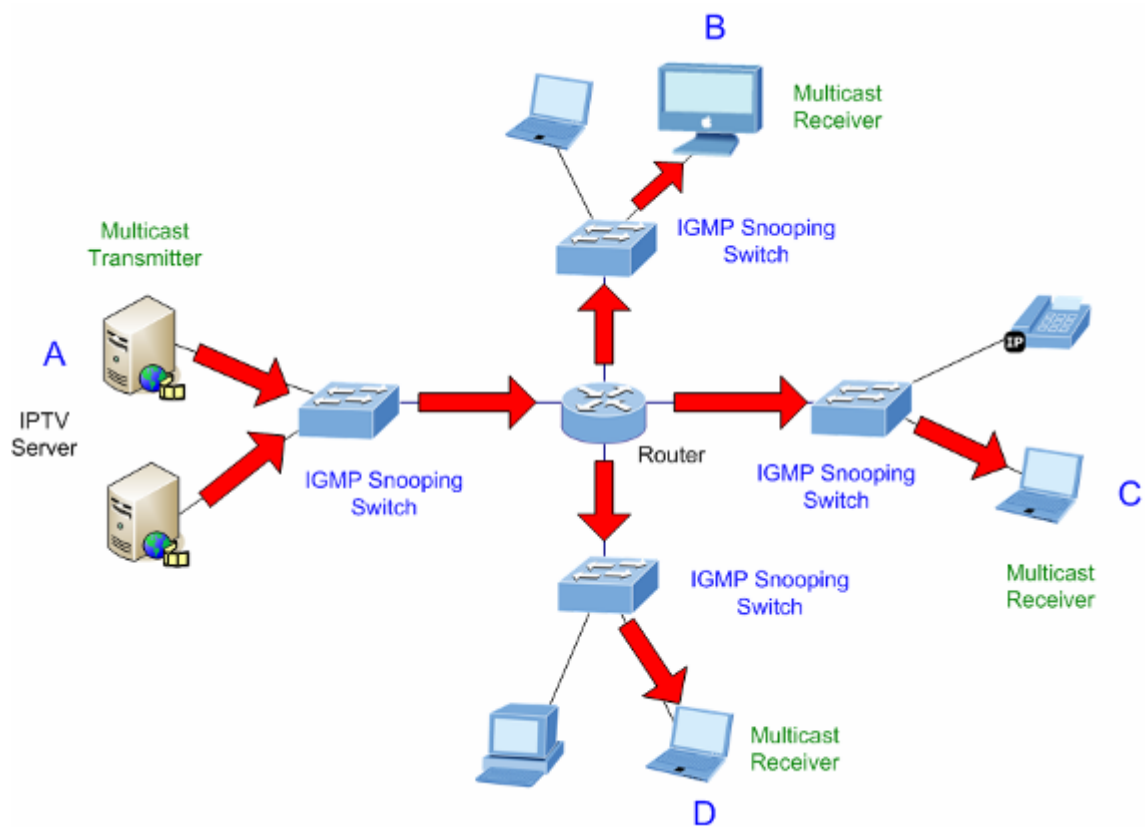 B
Multicast
Receiver
IGMP Snooping
Switch
Multicast
Transmitter
A
IPTV
Server
IGMP Snooping
Switch
Router
IP
IGMP Snooping
Switch
C
Multicast
Receiver
IGMP Snooping
Switch
Multicast
Receiver
D